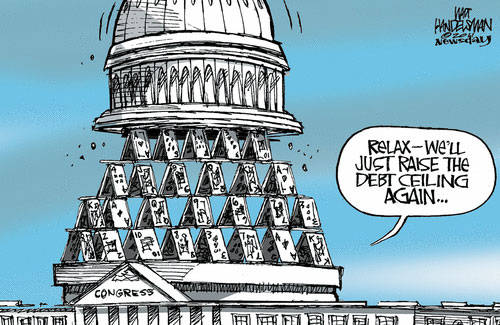 WALT
HANDELSMAN
NEWSDAY
RELAX—WE'LL
JUST RAISE THE
DEBT CEILING
AGAIN...
CONGRESS